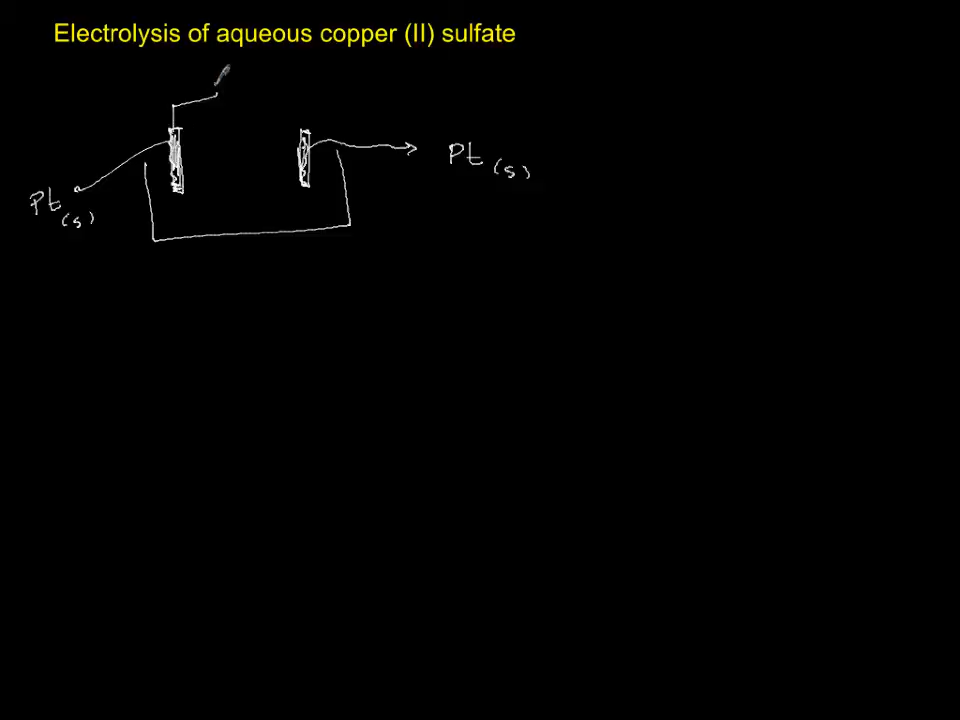 Electrolysis of aqueous copper (II) sulfate
Pt (s)
Pt (s)